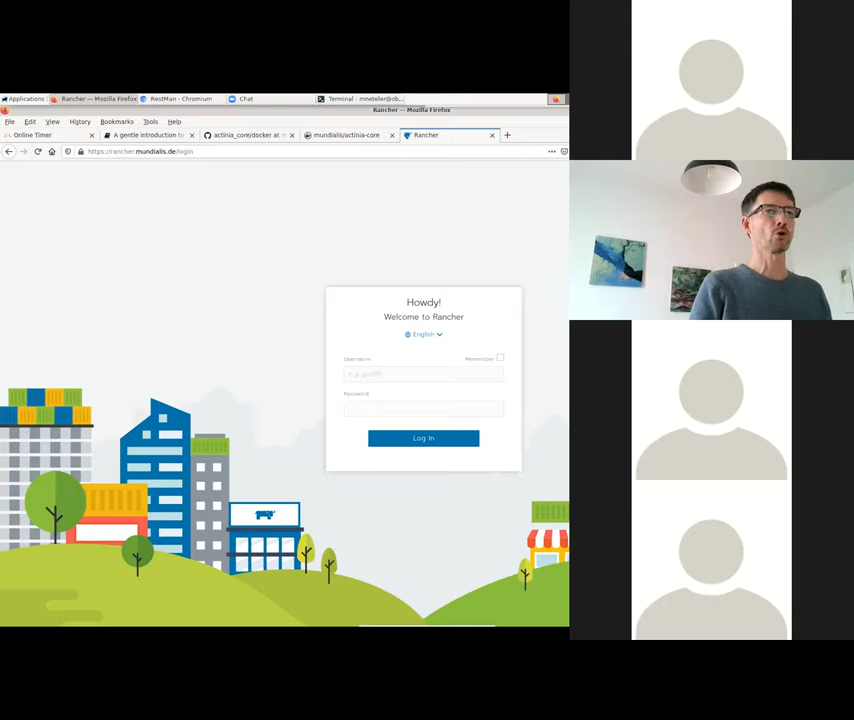 Applications
Rancher — Mozilla Firefox
RestMan - Chromium
Chat
Terminal - mneteler@ob...
Rancher — Mozilla Firefox
File Edit View History Bookmarks Tools Help
Online Timer
A gentle introduction to
actinia_core/docker at
mundialis/actinia-core
Rancher
https://rancher.mundialis.de/login
Howdy!
Welcome to Rancher
English
Username
Remember
e.g. jsmith
Password
Log In